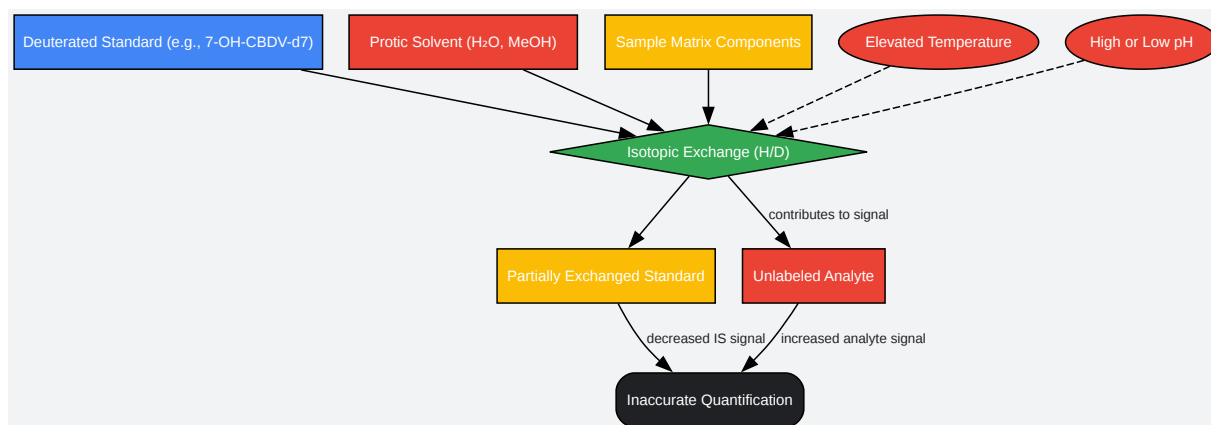 Deuterated Standard (e.g., 7-OH-CBDV-d7)
Protic Solvent (H₂O, MeOH)
Sample Matrix Components
Elevated Temperature
High or Low pH
Isotopic Exchange (H/D)
contributes to signal
Partially Exchanged Standard
Unlabeled Analyte
decreased IS signal
increased analyte signal
Inaccurate Quantification